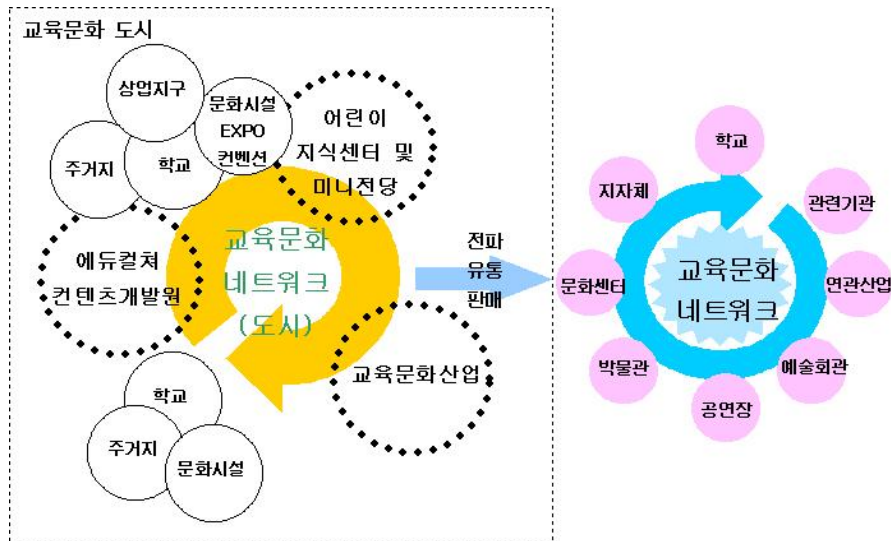 교육문화 도시
상업지구
문화시설
EXPO
컨벤션
어린이
지식센터 및
미니전당
주거지
학교
에듀컬쳐
컨텐츠개발원
교육문화
네트워크
(도시)
교육문화산업
학교
주거지
문화시설
전파
유통
판매
학교
지자체
관련기관
문화센터
교육문화
네트워크
연관산업
박물관
예술회관
공연장